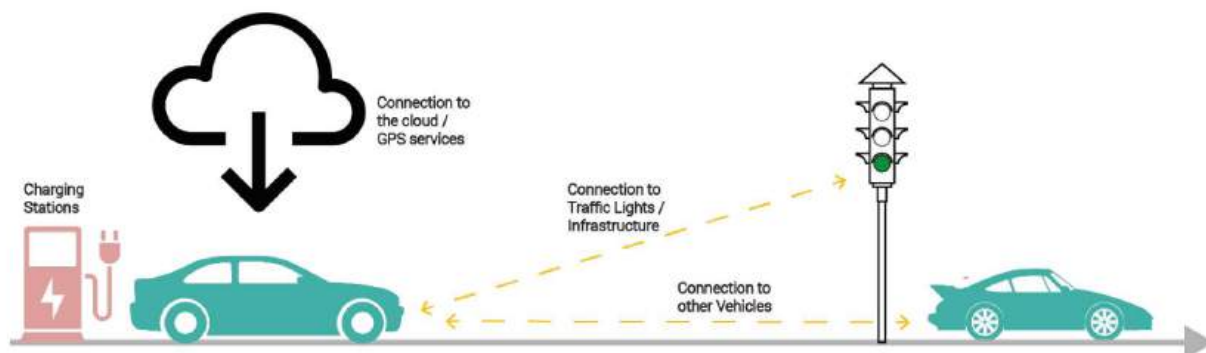 Connection to
the cloud /
GPS services
Charging
Stations
Connection to
Traffic Lights /
Infrastructure
Connection to
other Vehicles